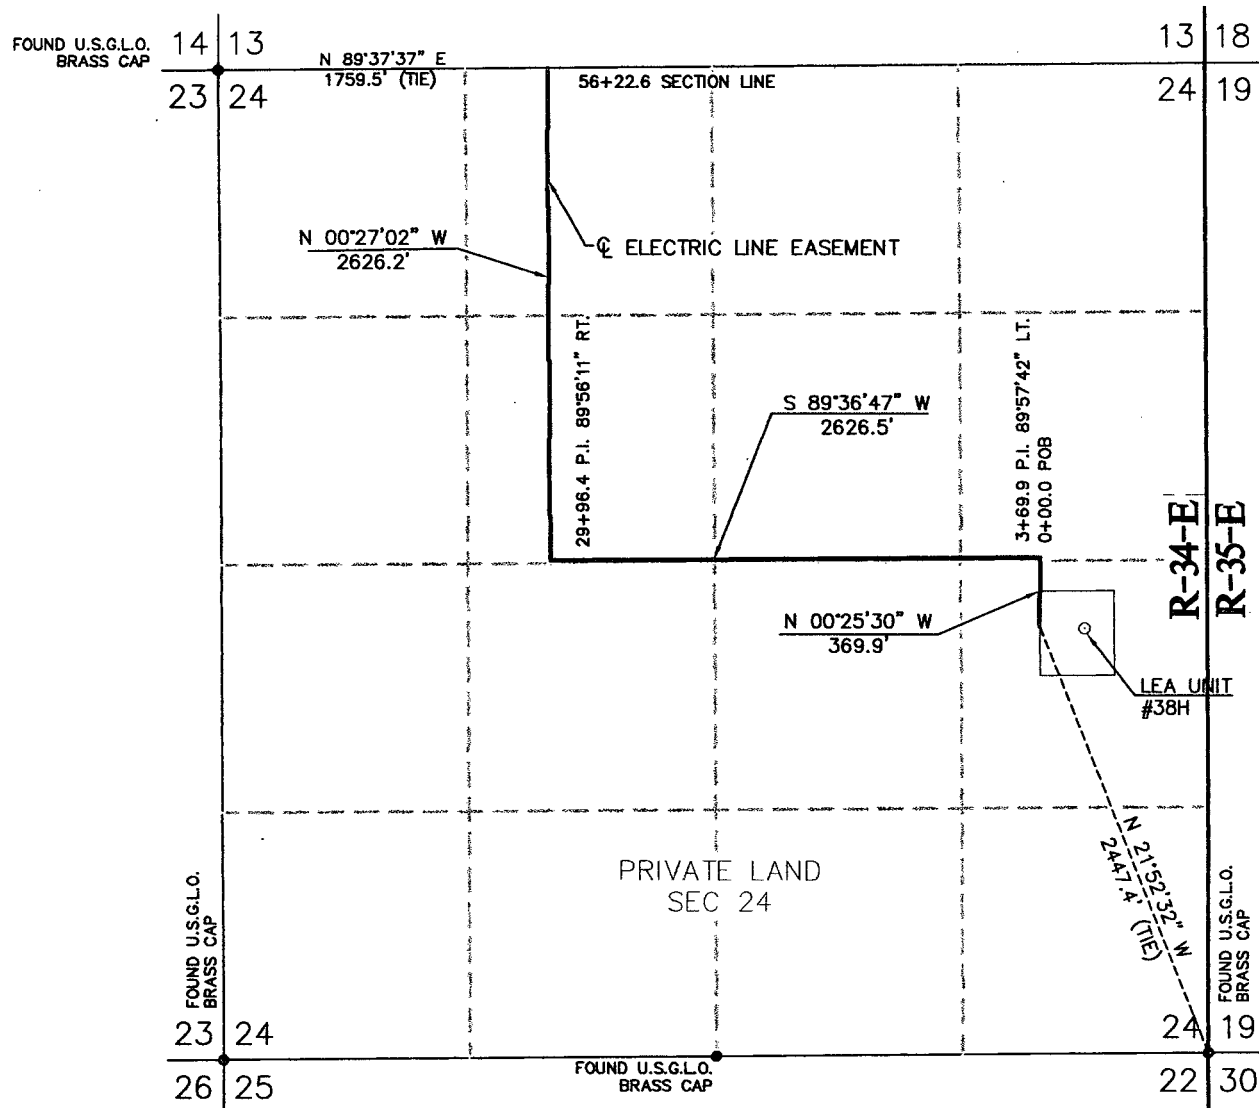 FOUND U.S.G.L.O.
BRASS CAP
14 13
23 24
N 89°37'37" E
1759.5' (TIE)
56+22.6 SECTION LINE
13 18
24 19
N 00°27'02" W
2626.2'
℄ ELECTRIC LINE EASEMENT
29+96.4 P.I. 89°56'11" RT.
S 89°36'47" W
2626.5'
3+69.9 P.I. 89°57'42" LT.
0+00.0 POB
R-34-E
R-35-E
N 00°25'30" W
369.9'
LEA UNIT
#38H
N 21°52'32" W
2447.4' (TIE)
PRIVATE LAND
SEC 24
FOUND U.S.G.L.O.
BRASS CAP
FOUND U.S.G.L.O.
BRASS CAP
23 24
26 25
FOUND U.S.G.L.O.
BRASS CAP
24 19
22 30